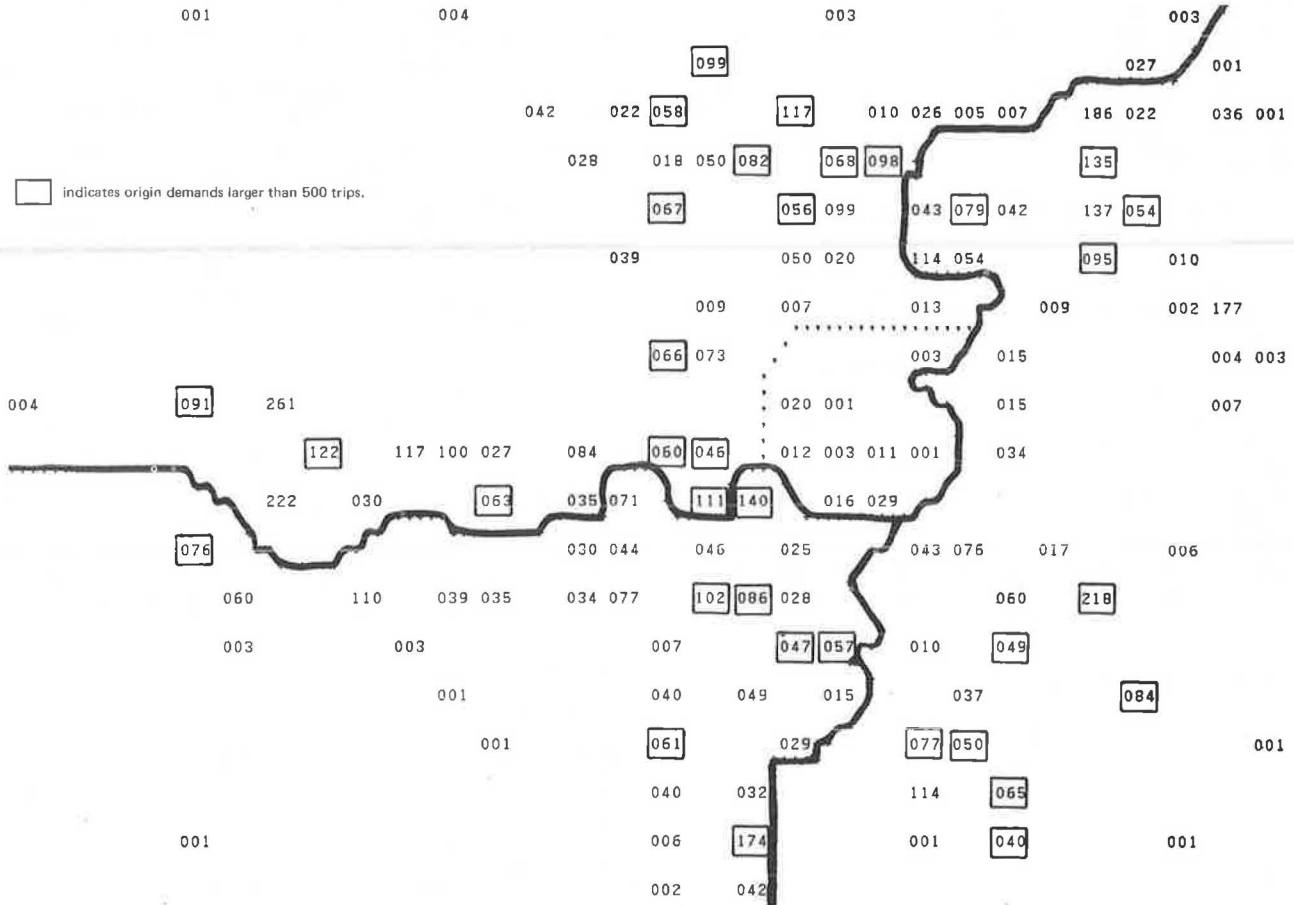 001 004 003 003
099 027 001
042 022 058 117 010 026 005 007 186 022 036 001
028 018 050 082 068 098 135
indicates origin demands larger than 500 trips.
067 056 099 043 079 042 137 054
039 050 020 114 054 095 010
009 007 013 009 002 177
066 073 003 015 004 003
004 091 261 020 001 015 007
122 117 100 027 084 060 046 012 003 011 001 034
222 030 063 035 071 111 140 016 029
076 030 044 046 025 043 076 017 006
060 110 039 035 034 077 102 086 028 060 218
003 003 007 047 057 010 049
001 040 049 015 037 084
001 061 029 077 050 001
040 032 114 065
001 006 174 001 040 001
002 042